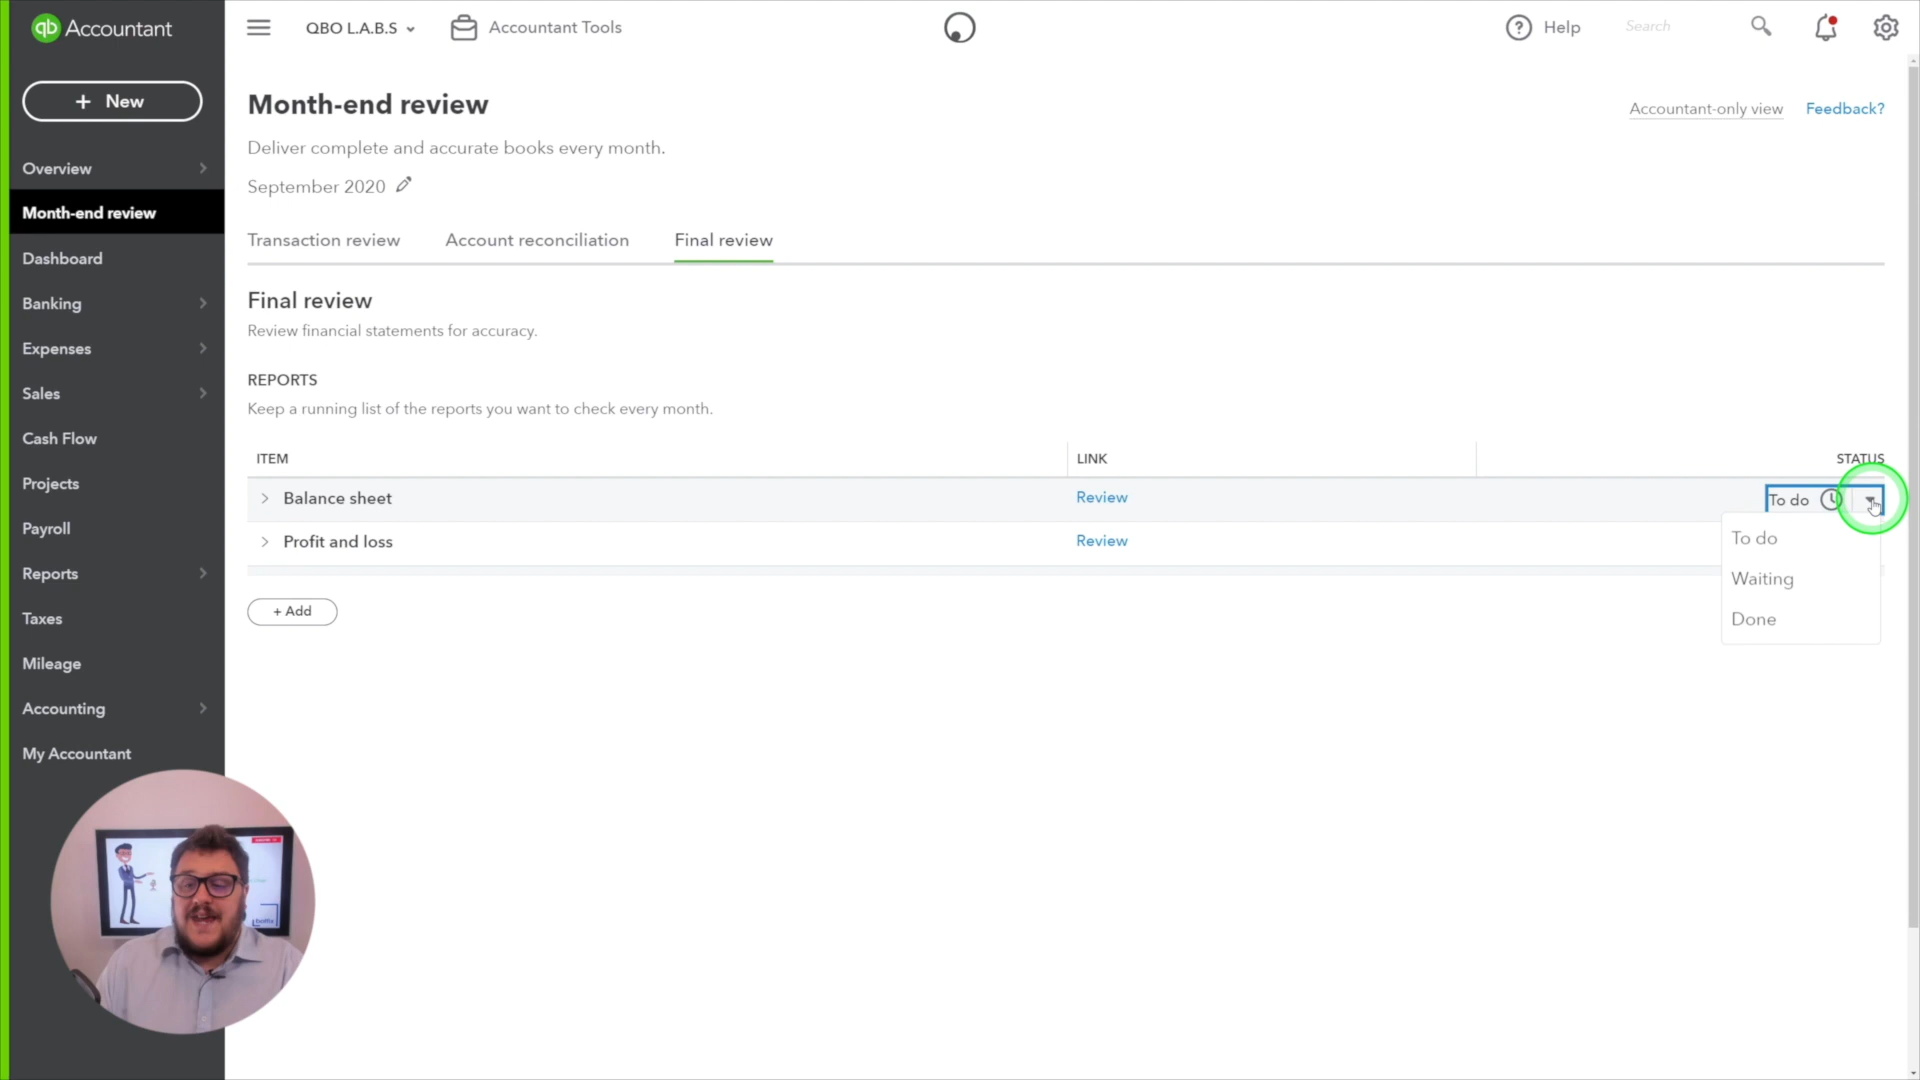 qb Accountant
QBO L.A.B.S
Accountant Tools
Help
Search
+ New
Overview
Month-end review
Dashboard
Banking
Expenses
Sales
Cash Flow
Projects
Payroll
Reports
Taxes
Mileage
Accounting
My Accountant
Month-end review
Accountant-only view
Feedback?
Deliver complete and accurate books every month.
September 2020
Transaction review
Account reconciliation
Final review
Final review
Review financial statements for accuracy.
REPORTS
Keep a running list of the reports you want to check every month.
ITEM
LINK
STATUS
Balance sheet
Review
To do
Profit and loss
Review
To do
Waiting
Done
+ Add